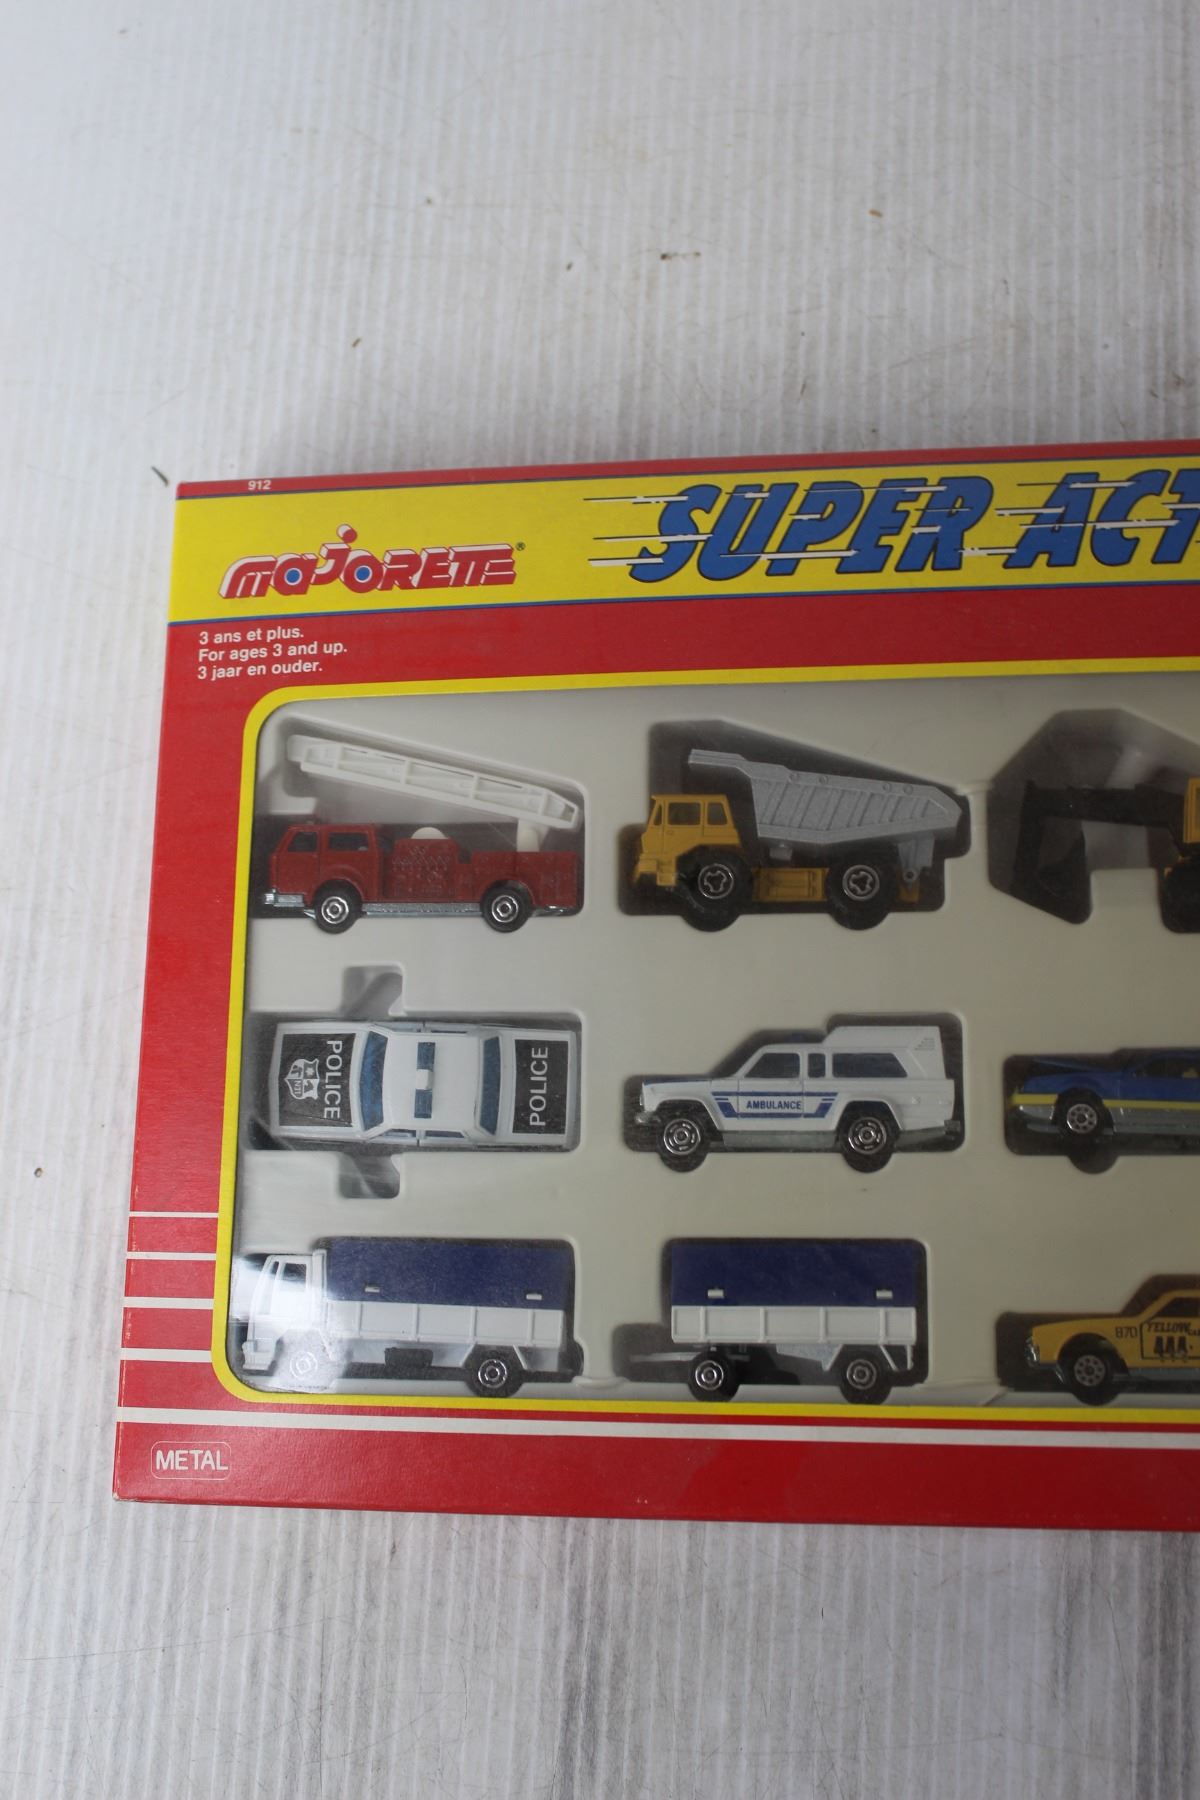 912
MAJORETTE®
SUPER ACT
3 ans et plus.
For ages 3 and up.
3 jaar en ouder.
POLICE
POLICE
AMBULANCE
870
YELLOW
METAL